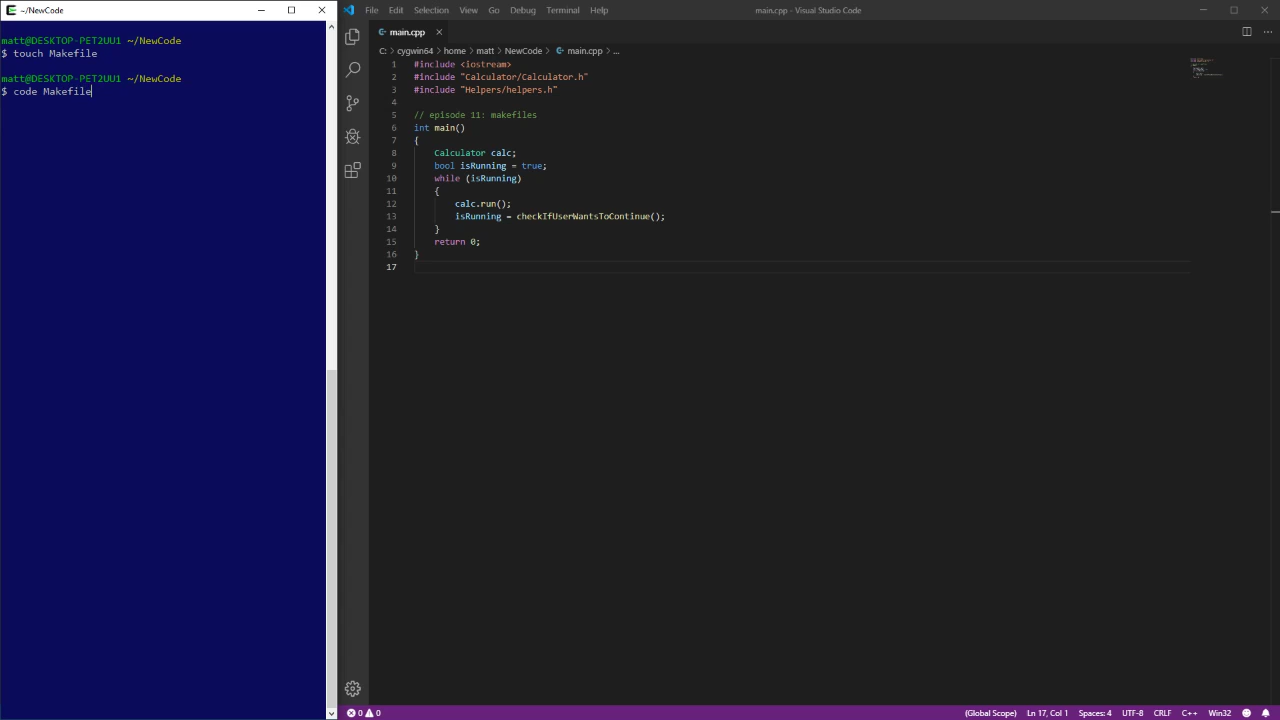 ~/NewCode
matt@DESKTOP-PET2UU1 ~/NewCode
$ touch Makefile
matt@DESKTOP-PET2UU1 ~/NewCode
$ code Makefile
File Edit Selection View Go Debug Terminal Help
main.cpp - Visual Studio Code
main.cpp
C: > cygwin64 > home > matt > NewCode > main.cpp > ...
1 #include <iostream>
2 #include "Calculator/Calculator.h"
3 #include "Helpers/helpers.h"
4
5 // episode 11: makefiles
6 int main()
7 {
8 Calculator calc;
9 bool isRunning = true;
10 while (isRunning)
11 {
12 calc.run();
13 isRunning = checkIfUserWantsToContinue();
14 }
15 return 0;
16 }
17
0 0
(Global Scope) Ln 17, Col 1 Spaces: 4 UTF-8 CRLF C++ Win32